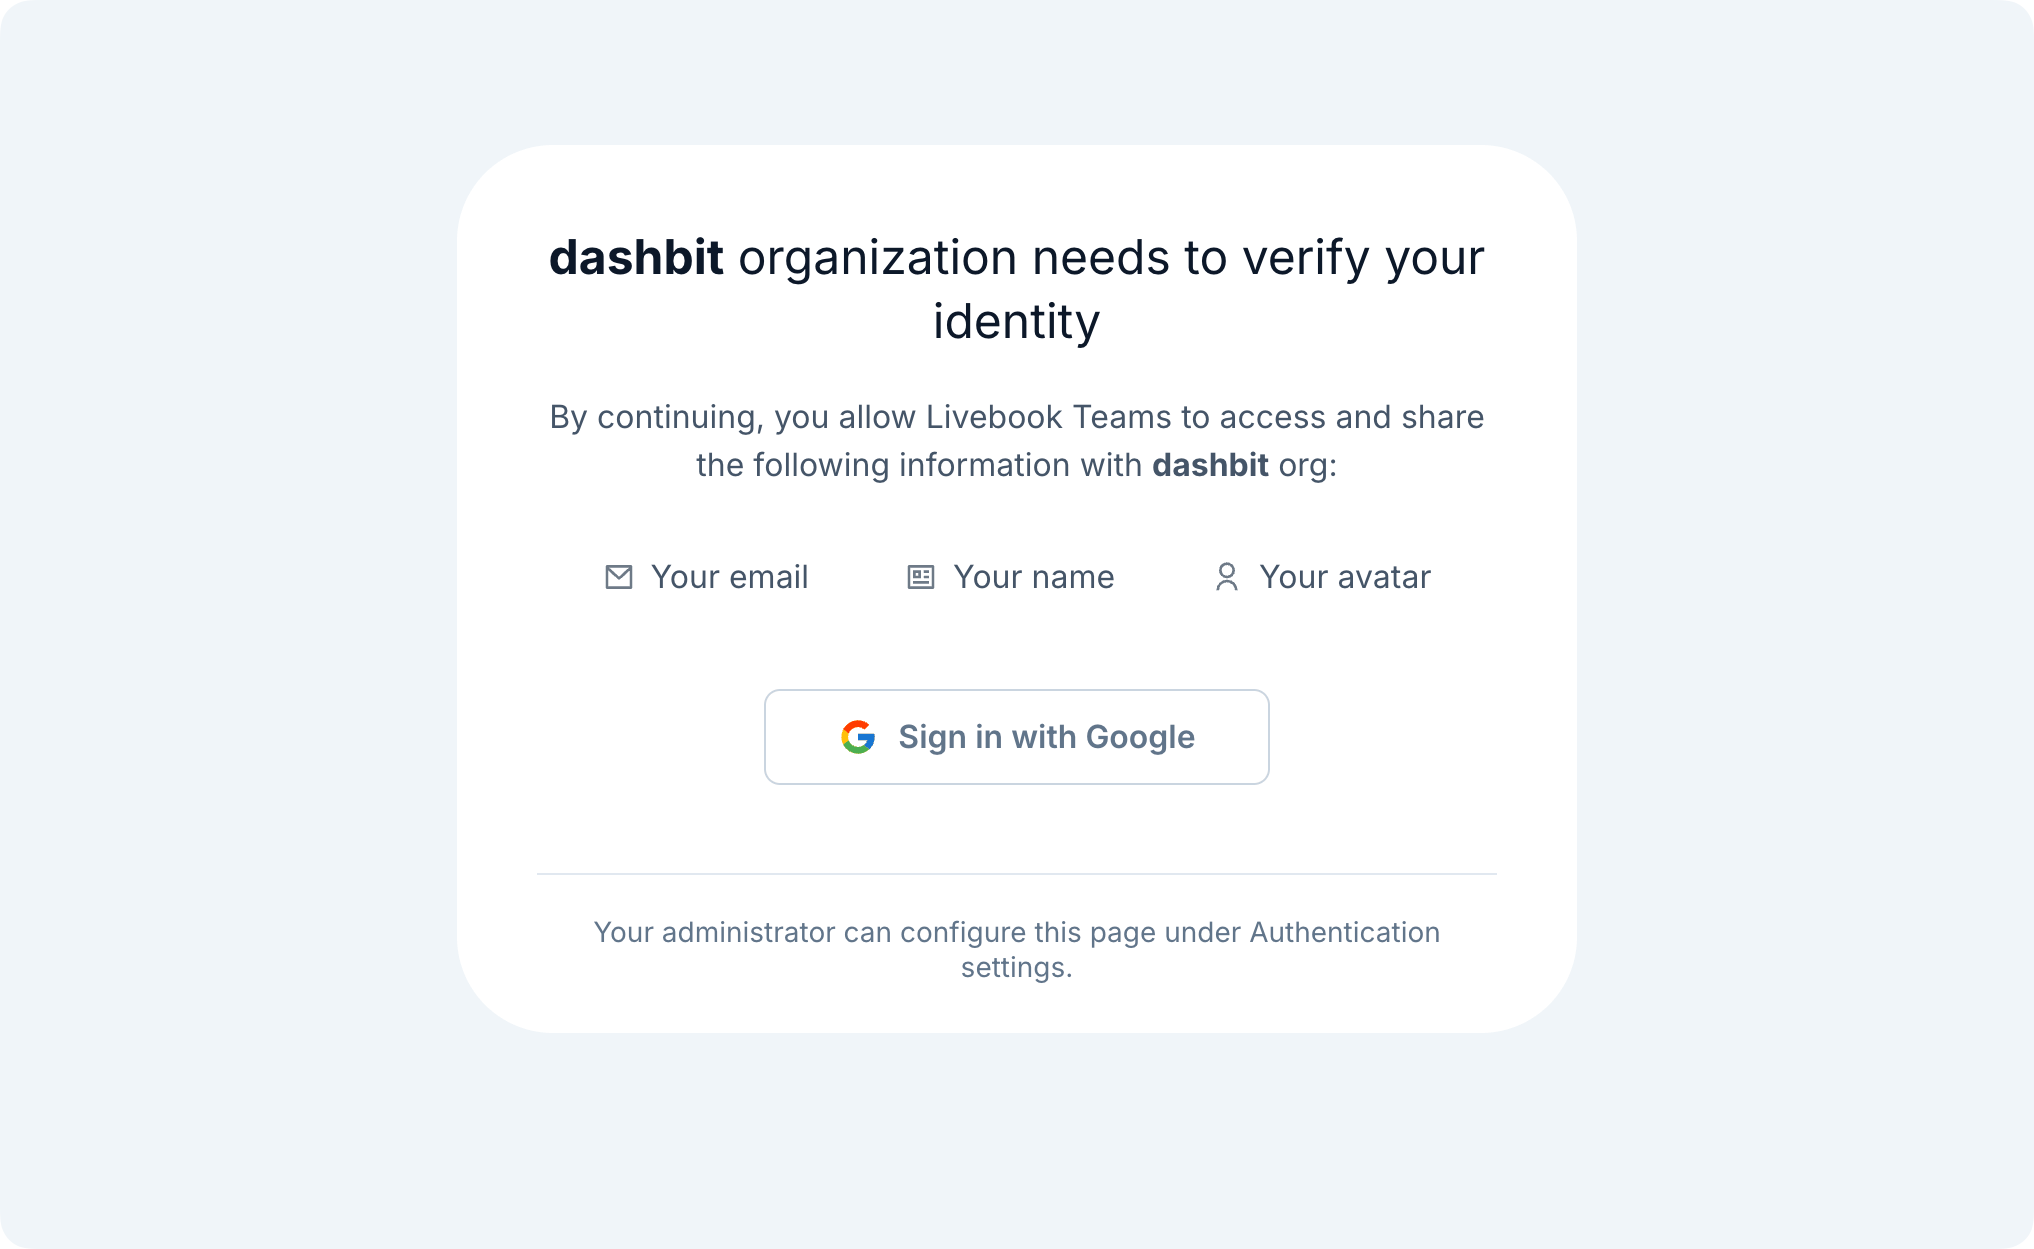 dashbit organization needs to verify your
identity
By continuing, you allow Livebook Teams to access and share
the following information with dashbit org:
Your email
Your name
Your avatar
Sign in with Google
Your administrator can configure this page under Authentication
settings.